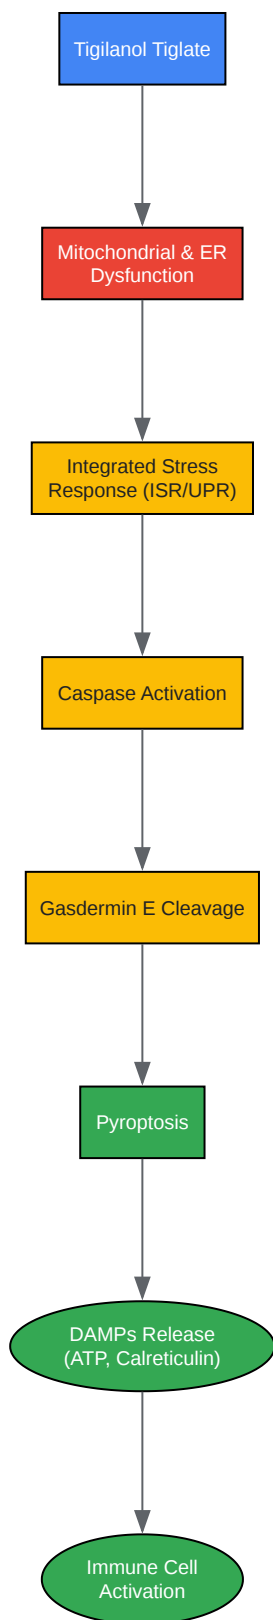 Tigilanol Tiglate
Mitochondrial & ER
Dysfunction
Integrated Stress
Response (ISR/UPR)
Caspase Activation
Gasdermin E Cleavage
Pyroptosis
DAMPs Release
(ATP, Calreticulin)
Immune Cell
Activation